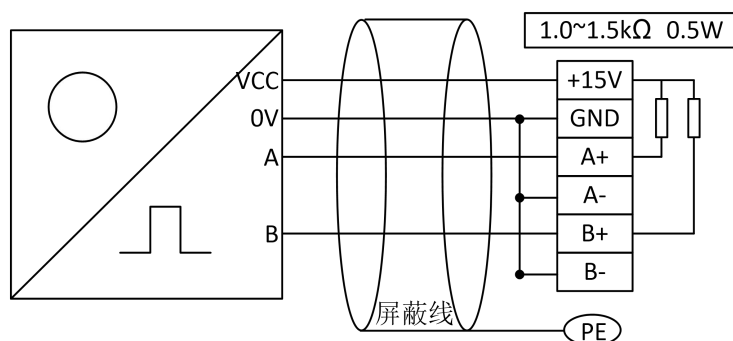 1.0~1.5kΩ 0.5W
VCC
+15V
0V
GND
A
A+
A-
B
B+
B-
屏蔽线
PE